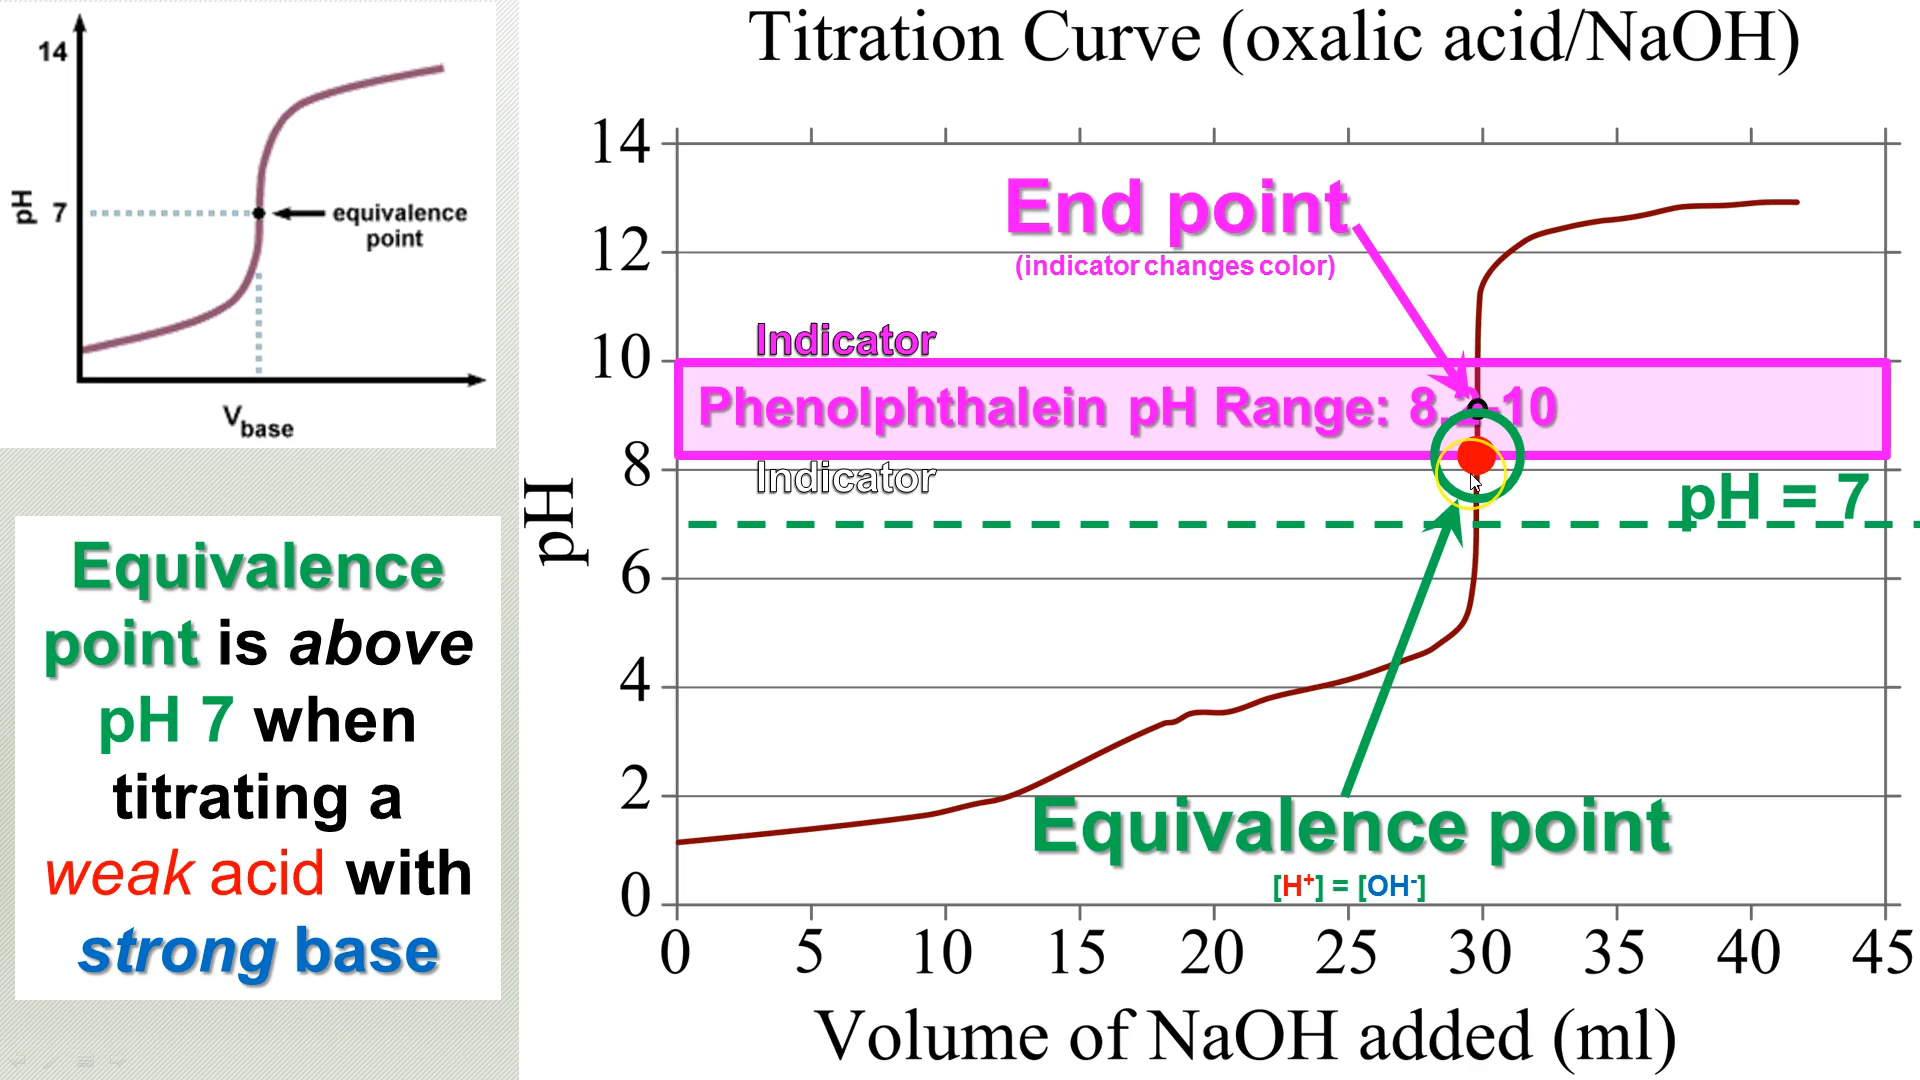 14
pH
7
equivalence
point
Vbase
Equivalence
point is above
pH 7 when
titrating a
weak acid with
strong base
Titration Curve (oxalic acid/NaOH)
14
12
10
8
6
4
2
0
pH
End point
(indicator changes color)
Indicator
Phenolphthalein pH Range: 8.2-10
Indicator
pH = 7
Equivalence point
[H⁺] = [OH⁻]
0 5 10 15 20 25 30 35 40 45
Volume of NaOH added (ml)